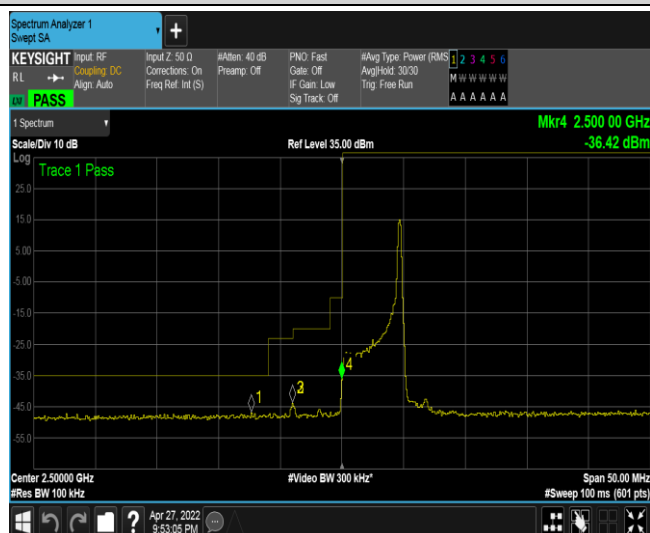 Spectrum Analyzer 1
Swept SA
KEYSIGHT
RL
LXI PASS
Input: RF
Coupling: DC
Align: Auto
Input Z: 50 Ω
Corrections: On
Freq Ref: Int (S)
#Atten: 40 dB
Preamp: Off
PNO: Fast
Gate: Off
IF Gain: Low
Sig Track: Off
#Avg Type: Power (RMS
Avg|Hold: 30/30
Trig: Free Run
1 2 3 4 5 6
M W W W W W
A A A A A A
1 Spectrum
Mkr4 2.500 00 GHz
Scale/Div 10 dB
Ref Level 35.00 dBm
-36.42 dBm
Log
Trace 1 Pass
25.0
15.0
5.00
-5.00
-15.0
-25.0
-35.0
-45.0
-55.0
1
4
Center 2.50000 GHz
#Video BW 300 kHz*
Span 50.00 MHz
#Res BW 100 kHz
#Sweep 100 ms (601 pts)
?
Apr 27, 2022
9:53:05 PM